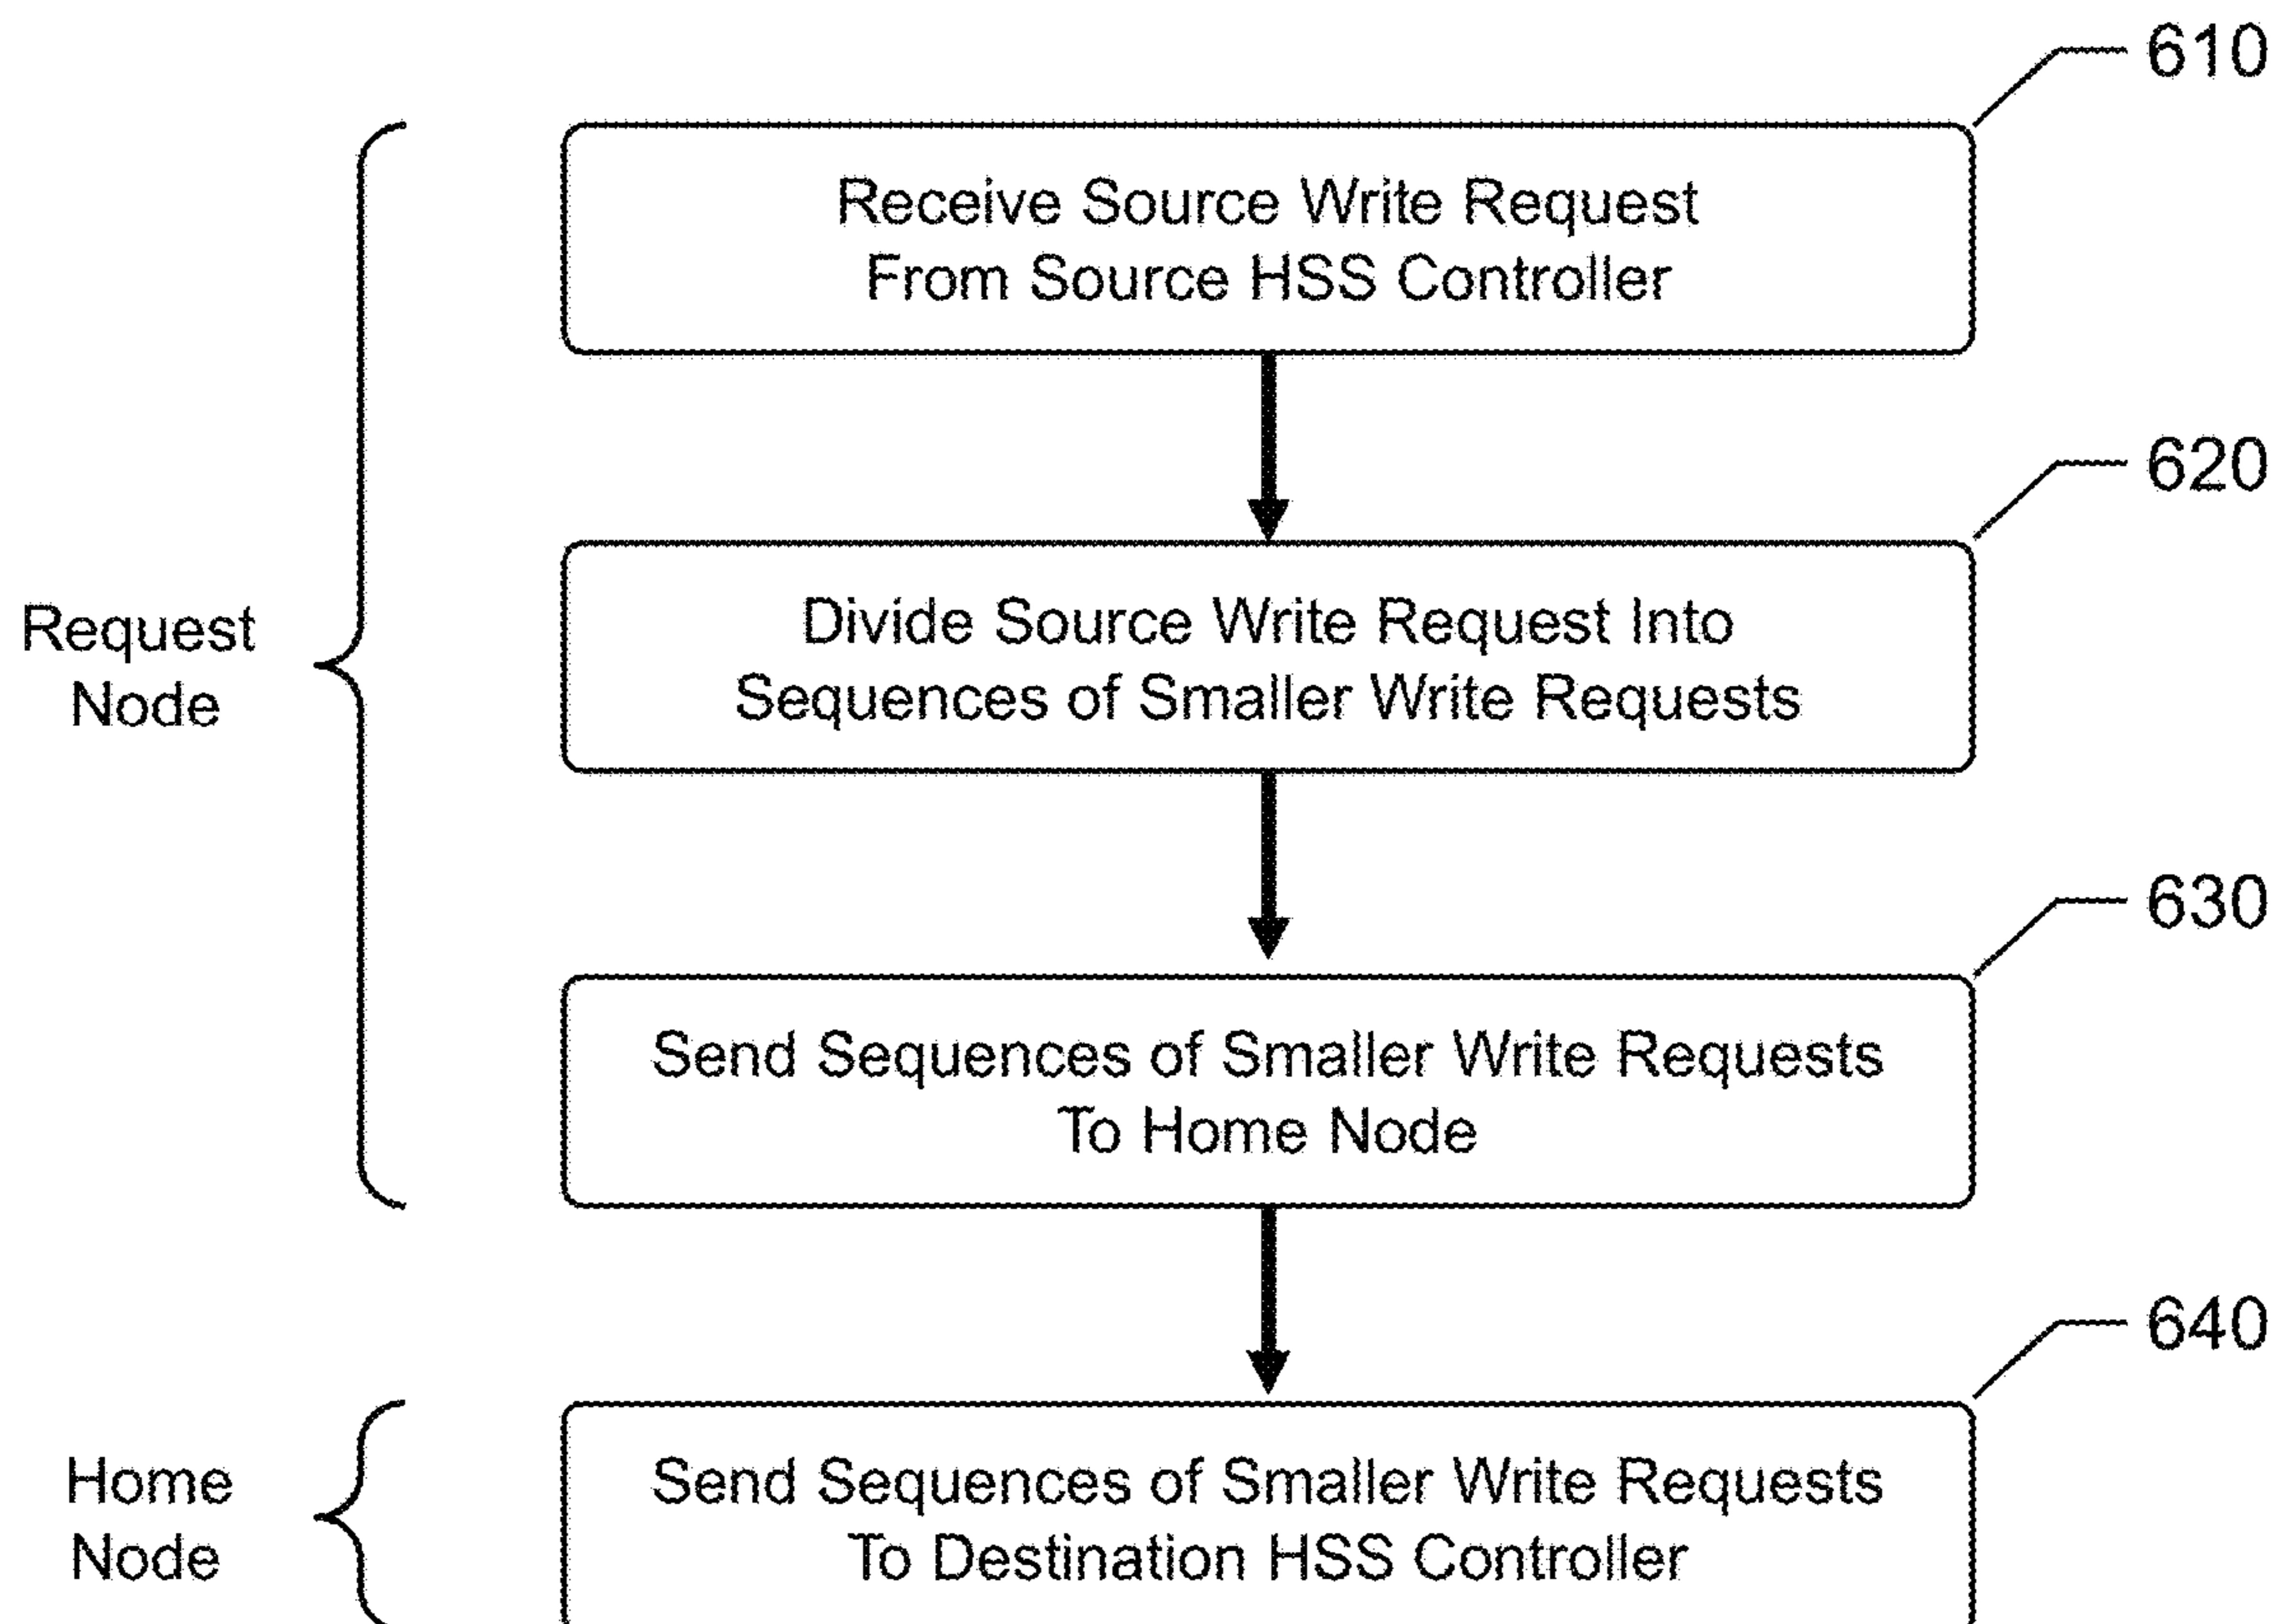 610
Receive Source Write Request
From Source HSS Controller
620
Divide Source Write Request Into
Sequences of Smaller Write Requests
Request
Node
630
Send Sequences of Smaller Write Requests
To Home Node
640
Send Sequences of Smaller Write Requests
To Destination HSS Controller
Home
Node